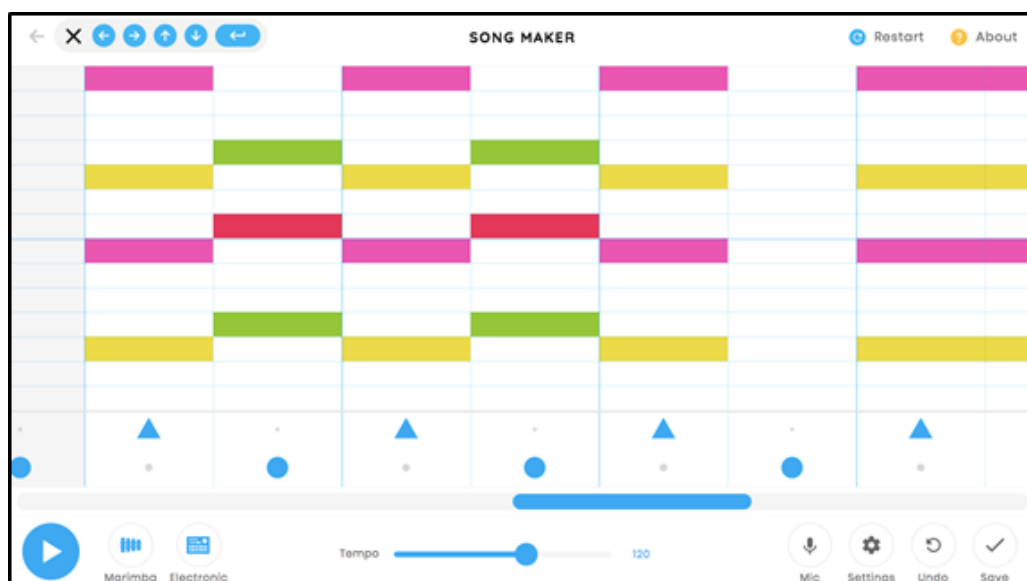 SONG MAKER
Restart
About
Tempo
120
Marimba
Electronic
Mic
Settings
Undo
Save